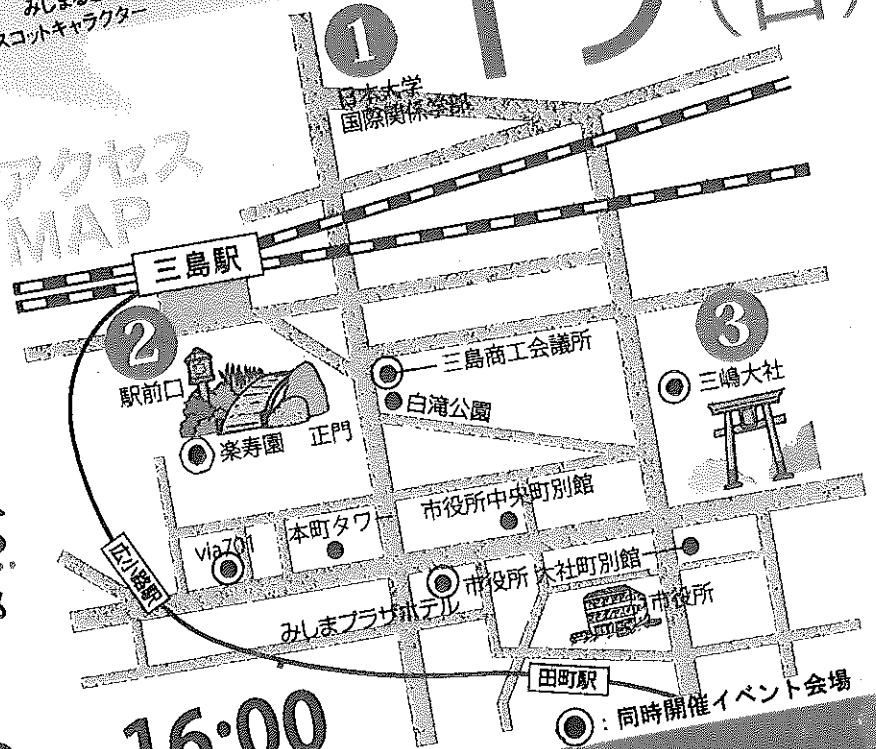 スコットキャラクター
(日)
アクセス
MAP
1
日本大学
国際関係学部
三島駅
2
駅前口
楽寿園 正門
三島商工会議所
白滝公園
3
三嶋大社
市役所中央町別館
本町タワー
via701
広小路駅
市役所 大社町別館
みしまプラザホテル
市役所
田町駅
:同時開催イベント会場
16:00